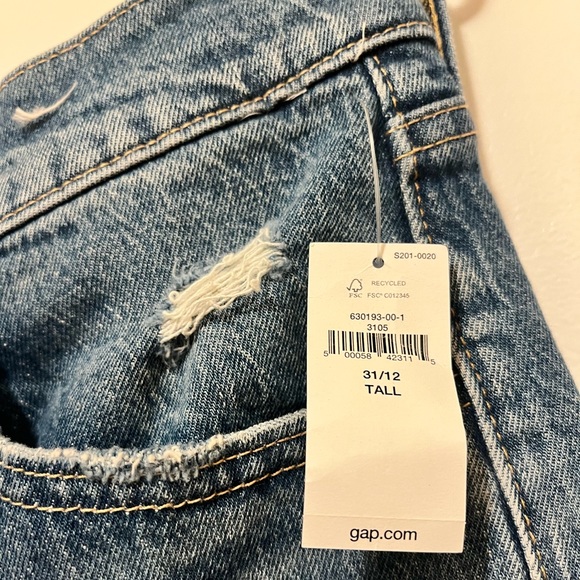 S201-0020
RECYCLED
FSC
FSC® C012345
630193-00-1
3105
5 00058 42311 5
31/12
TALL
gap.com